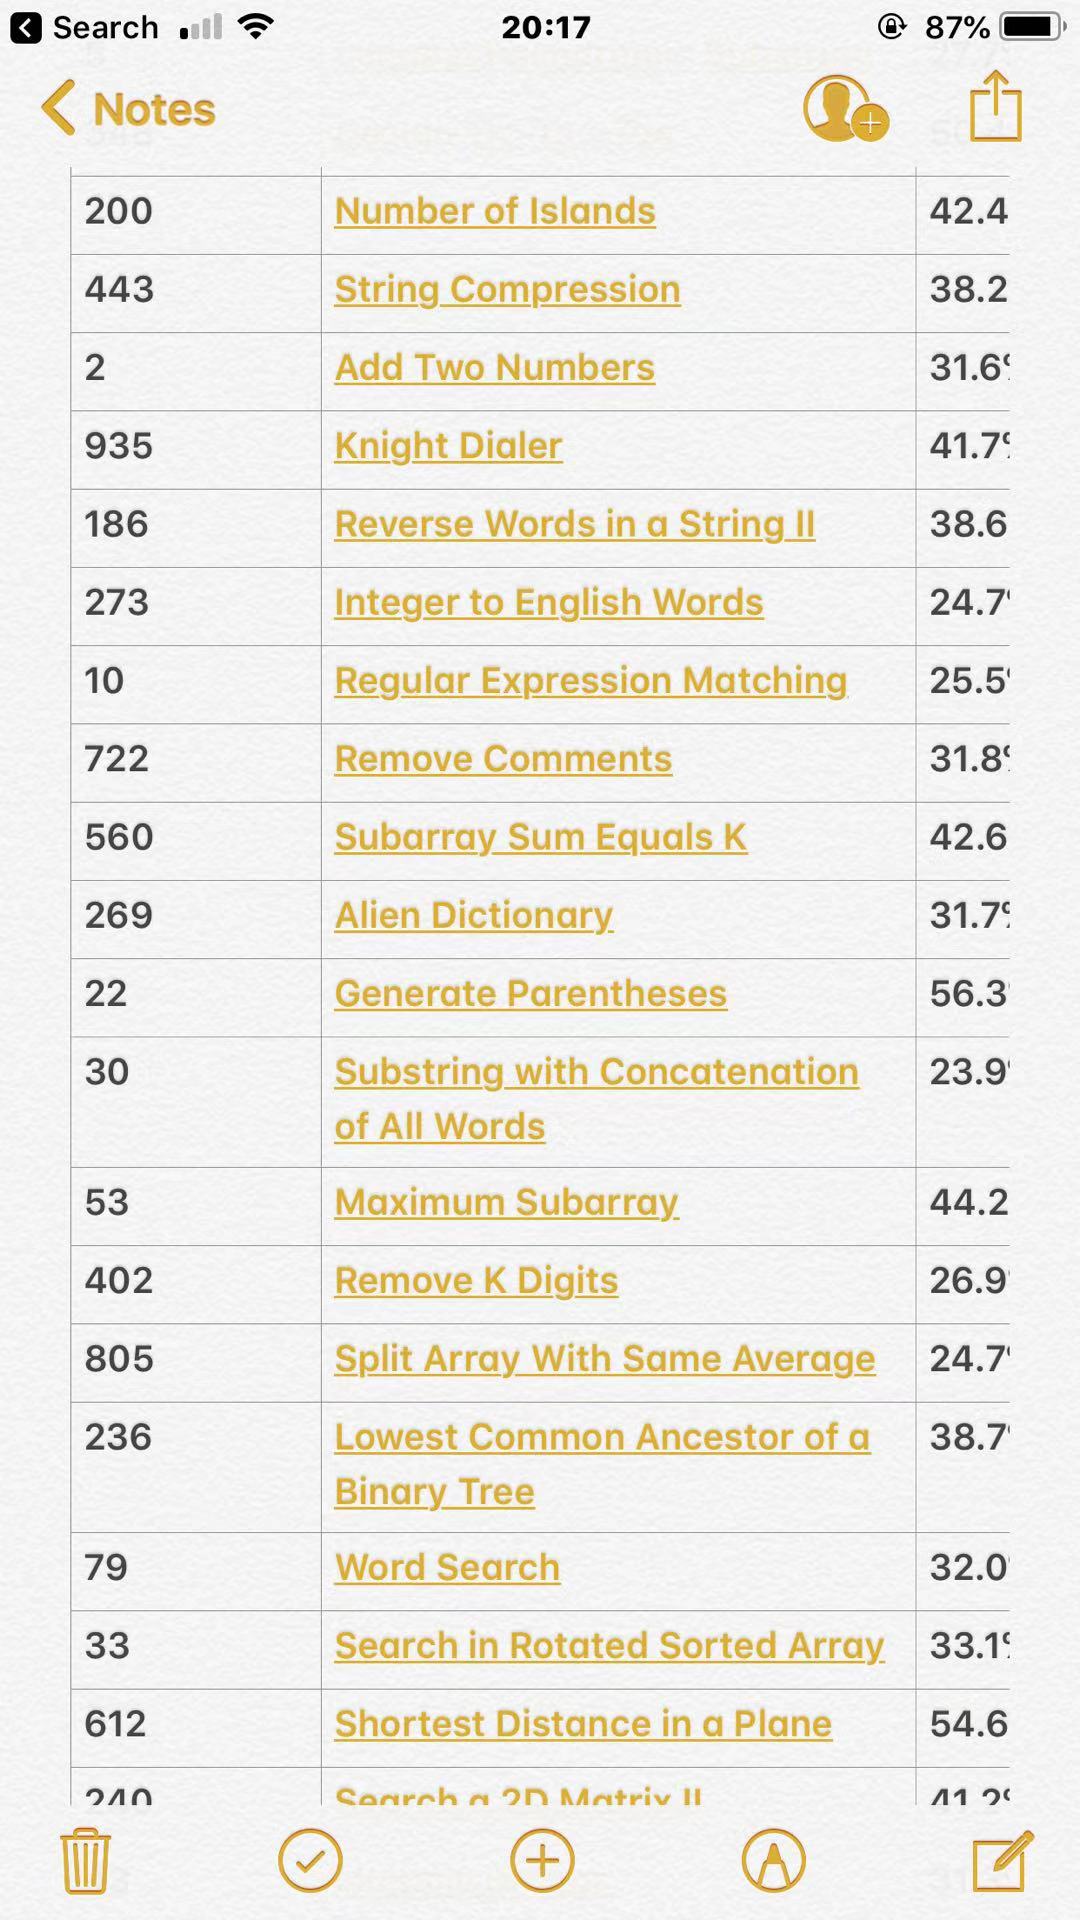 Search 20:17 87%
Notes
200 Number of Islands 42.4
443 String Compression 38.2
2 Add Two Numbers 31.6
935 Knight Dialer 41.7
186 Reverse Words in a String II 38.6
273 Integer to English Words 24.7
10 Regular Expression Matching 25.5
722 Remove Comments 31.8
560 Subarray Sum Equals K 42.6
269 Alien Dictionary 31.7
22 Generate Parentheses 56.3
30 Substring with Concatenation 23.9
of All Words
53 Maximum Subarray 44.2
402 Remove K Digits 26.9
805 Split Array With Same Average 24.7
236 Lowest Common Ancestor of a 38.7
Binary Tree
79 Word Search 32.0
33 Search in Rotated Sorted Array 33.1
612 Shortest Distance in a Plane 54.6
240 Search a 2D Matrix II 41.2